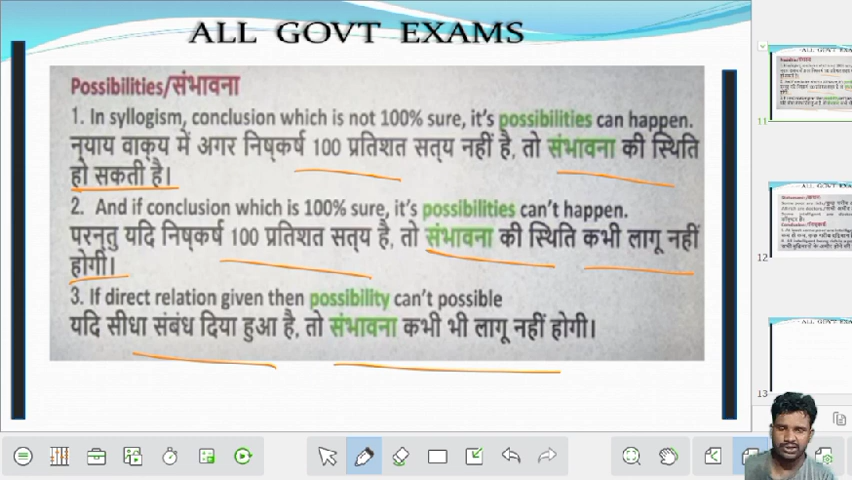 ALL GOVT EXAMS
Possibilities/संभावना
1. In syllogism, conclusion which is not 100% sure, it's possibilities can happen.
न्याय वाक्य में अगर निष्कर्ष 100 प्रतिशत सत्य नहीं है, तो संभावना की स्थिति
हो सकती है।
2. And if conclusion which is 100% sure, it's possibilities can't happen.
परन्तु यदि निष्कर्ष 100 प्रतिशत सत्य है, तो संभावना की स्थिति कभी लागू नहीं
होगी।
3. If direct relation given then possibility can't possible
यदि सीधा संबंध दिया हुआ है, तो संभावना कभी भी लागू नहीं होगी।
11
12
13